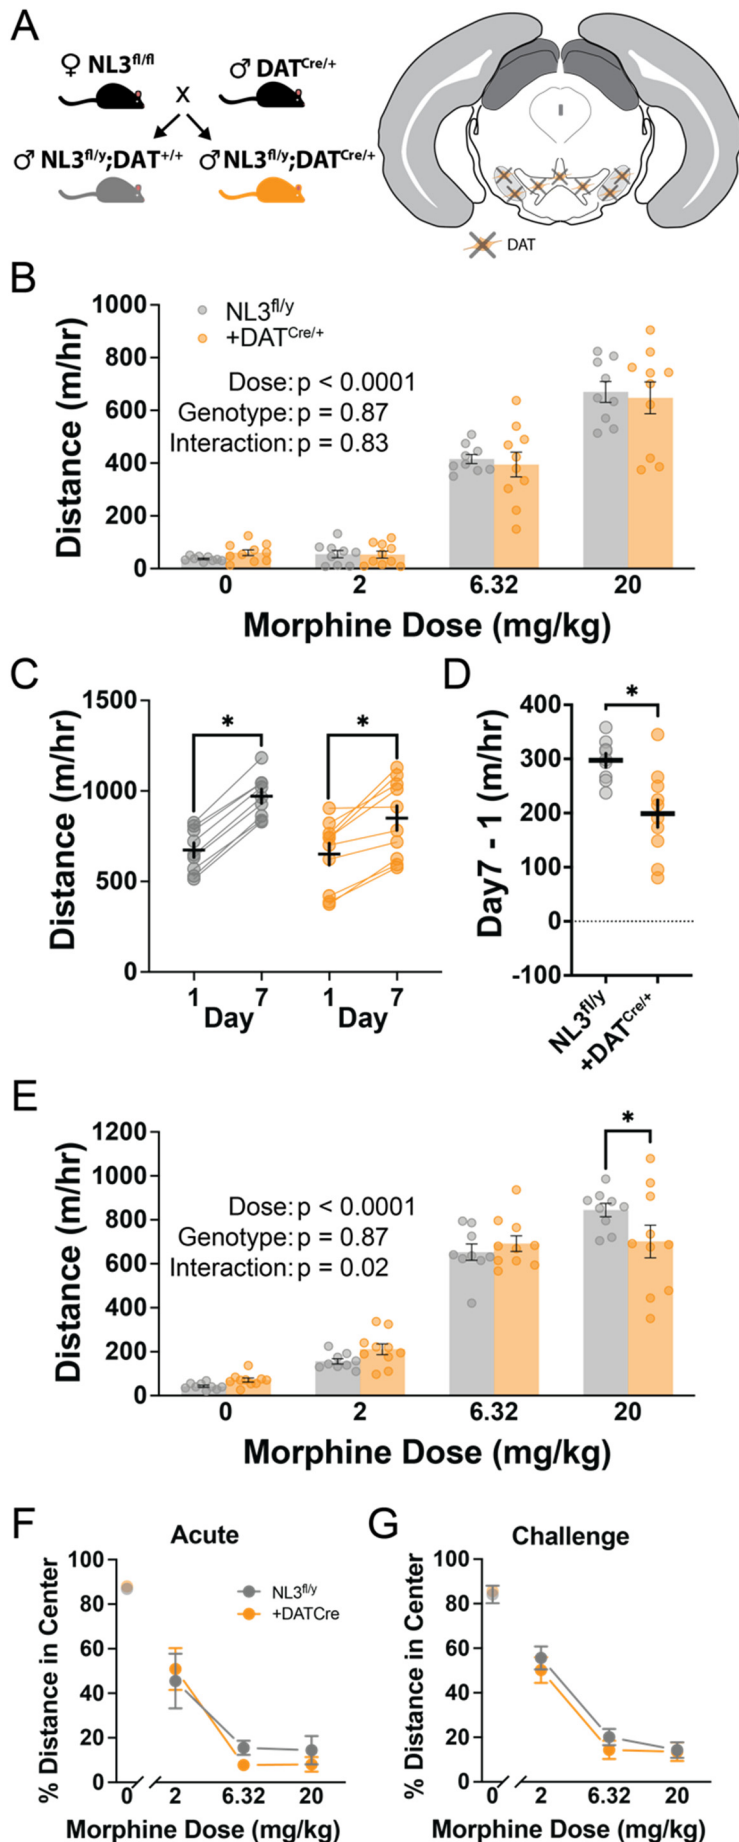 A
♀ NL3fl/fl
♂ DATCre/+
X
♂ NL3fl/y;DAT+/+
♂ NL3fl/y;DATCre/+
DAT
B
Distance (m/hr)
1000
800
600
400
200
0
NL3fl/y
+DATCre/+
Dose: p < 0.0001
Genotype: p = 0.87
Interaction: p = 0.83
0 2 6.32 20
Morphine Dose (mg/kg)
C
Distance (m/hr)
1500
1000
500
0
* *
1 7 1 7
Day Day
D
Day7 - 1 (m/hr)
400
300
200
100
0
-100
*
NL3fl/y
+DATCre/+
E
Distance (m/hr)
1200
1000
800
600
400
200
0
Dose: p < 0.0001
Genotype: p = 0.87
Interaction: p = 0.02
*
0 2 6.32 20
Morphine Dose (mg/kg)
F
Acute
% Distance in Center
100
80
60
40
20
0
NL3fl/y
+DATCre
0 2 6.32 20
Morphine Dose (mg/kg)
G
Challenge
% Distance in Center
100
80
60
40
20
0
0 2 6.32 20
Morphine Dose (mg/kg)